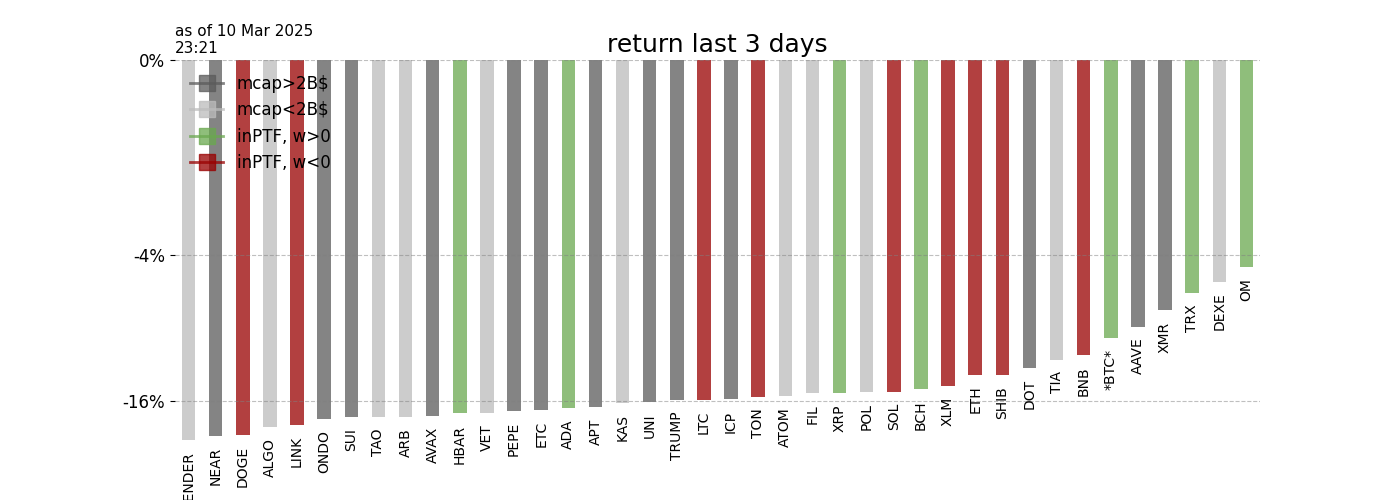 as of 10 Mar 2025
23:21
return last 3 days
0%
mcap>2B$
mcap<2B$
inPTF, w>0
inPTF, w<0
-4%
-16%
ENDER
NEAR
DOGE
ALGO
LINK
ONDO
SUI
TAO
ARB
AVAX
HBAR
VET
PEPE
ETC
ADA
APT
KAS
UNI
TRUMP
LTC
ICP
TON
ATOM
FIL
XRP
POL
SOL
BCH
XLM
ETH
SHIB
DOT
TIA
BNB
*BTC*
AAVE
XMR
TRX
DEXE
OM